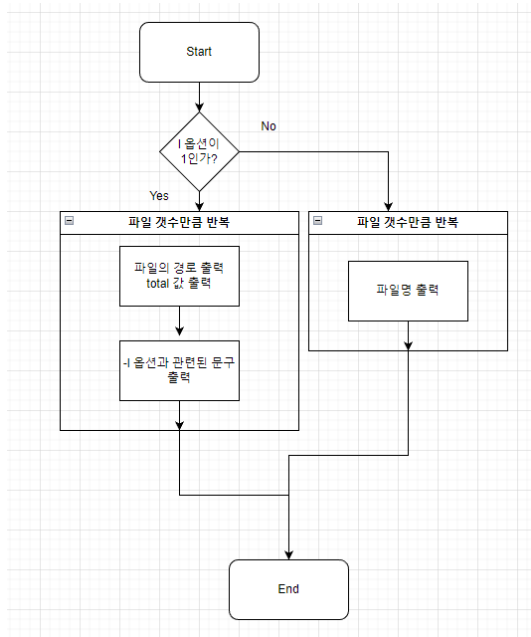 Start
l 옵션이
1인가?
No
Yes
파일 갯수만큼 반복
파일의 경로 출력
total 값 출력
-l 옵션과 관련된 문구
출력
파일 갯수만큼 반복
파일명 출력
End